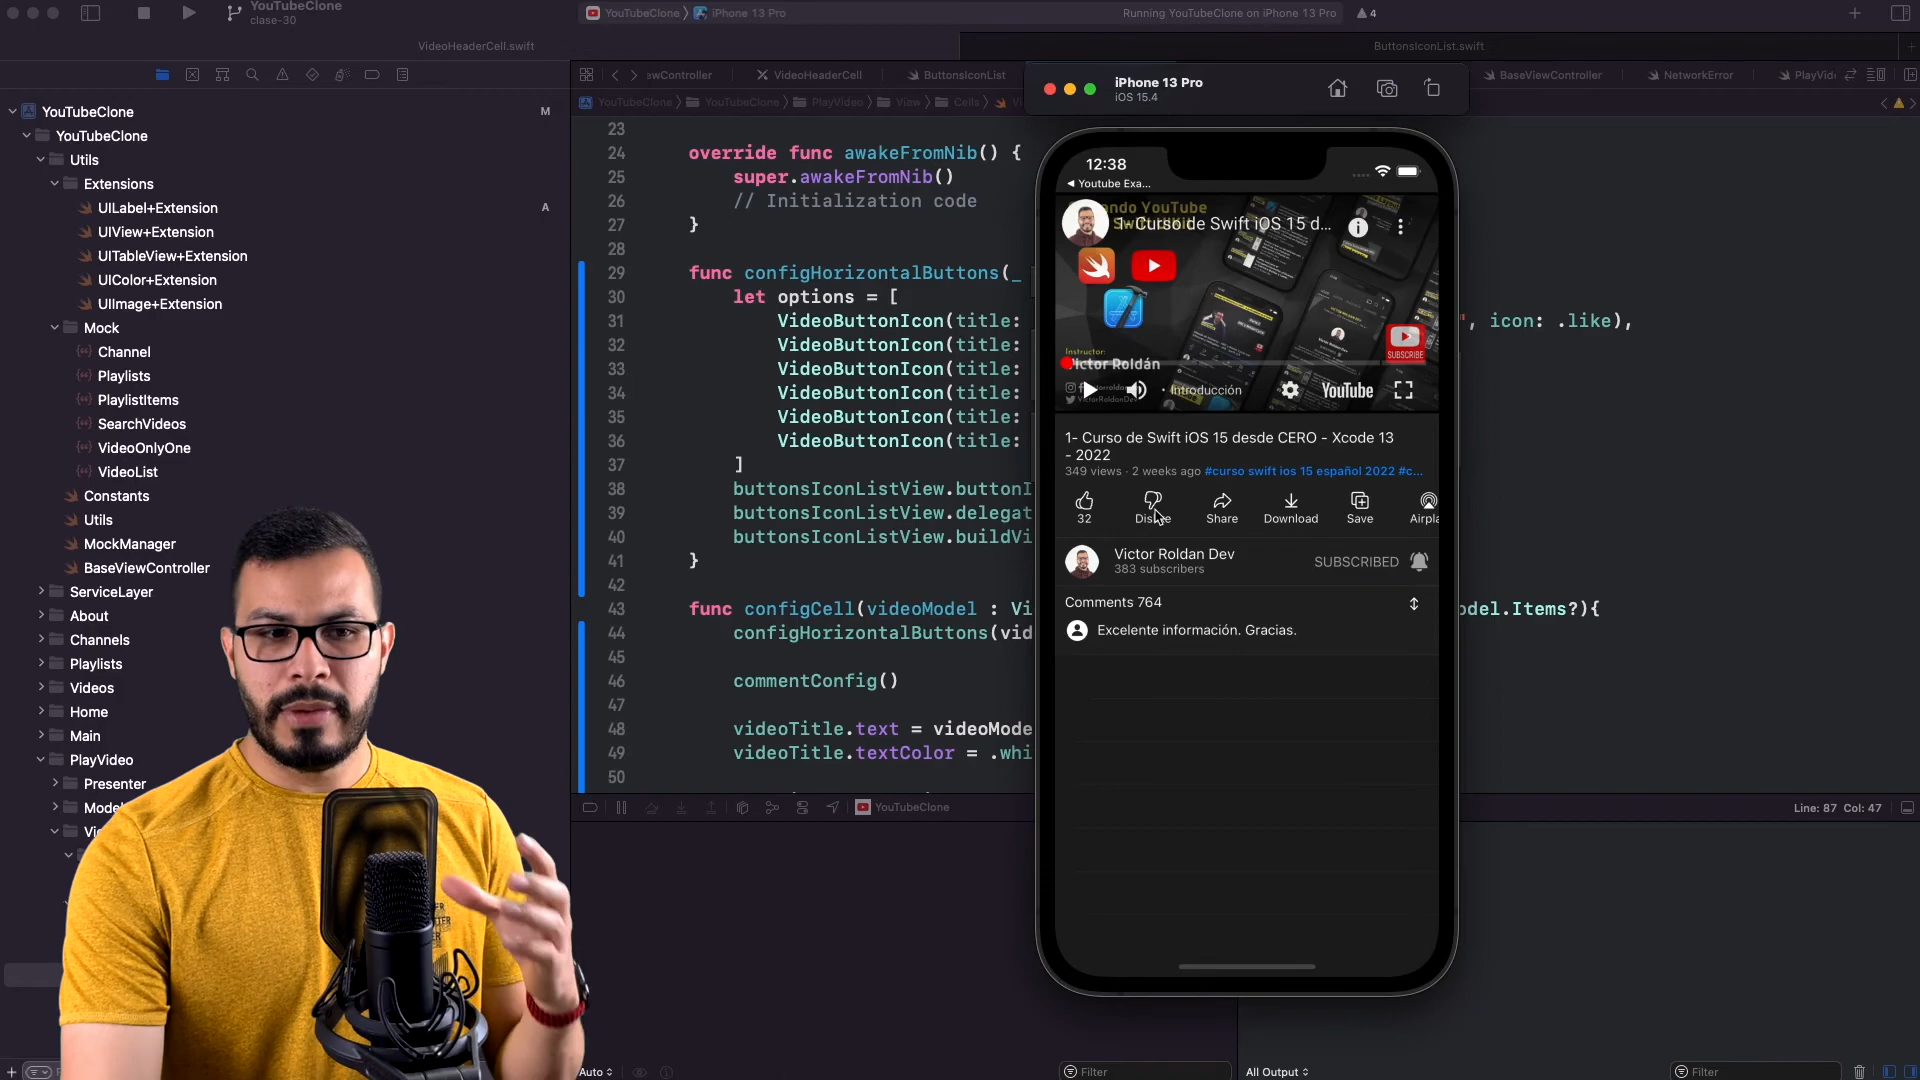 YouTubeClone
clase-30
YouTubeClone
iPhone 13 Pro
Running YouTubeClone on iPhone 13 Pro
4
VideoHeaderCell.swift
ButtonsIconList.swift
ewController
VideoHeaderCell
ButtonsIconList
BaseViewController
NetworkError
YouTubeClone
YouTubeClone
PlayVideo
View
Cells
iPhone 13 Pro
iOS 15.4
YouTubeClone
M
YouTubeClone
Utils
Extensions
UILabel+Extension
A
UIView+Extension
UITableView+Extension
UIColor+Extension
UIImage+Extension
Mock
Channel
Playlists
PlaylistItems
SearchVideos
VideoOnlyOne
VideoList
Constants
Utils
MockManager
BaseViewController
ServiceLayer
About
Channels
Playlists
Videos
Home
Main
PlayVideo
Presenter
23
24 override func awakeFromNib() {
25 super.awakeFromNib()
26 // Initialization code
27 }
28
29 func configHorizontalButtons(_
30 let options = [
31 VideoButtonIcon(title: ", icon: .like),
32 VideoButtonIcon(title:
33 VideoButtonIcon(title:
34 VideoButtonIcon(title:
35 VideoButtonIcon(title:
36 VideoButtonIcon(title:
37 ]
38 buttonsIconListView.buttonI
39 buttonsIconListView.delegat
40 buttonsIconListView.buildVi
41 }
42
43 func configCell(videoModel : Vi odel.Items?){
44 configHorizontalButtons(vid
45
46 commentConfig()
47
48 videoTitle.text = videoMode
49 videoTitle.textColor = .whi
50
12:38
◀ Youtube Exa...
1- Curso de Swift iOS 15 d...
Instructor:
Victor Roldán
SUBSCRIBE
• Introducción
YouTube
1- Curso de Swift iOS 15 desde CERO - Xcode 13
- 2022
349 views · 2 weeks ago #curso swift ios 15 español 2022 #c...
32
Share
Download
Save
Airpla
Victor Roldan Dev
383 subscribers
SUBSCRIBED
Comments 764
Excelente información. Gracias.
YouTubeClone
Line: 87 Col: 47
Auto
Filter
All Output
Filter